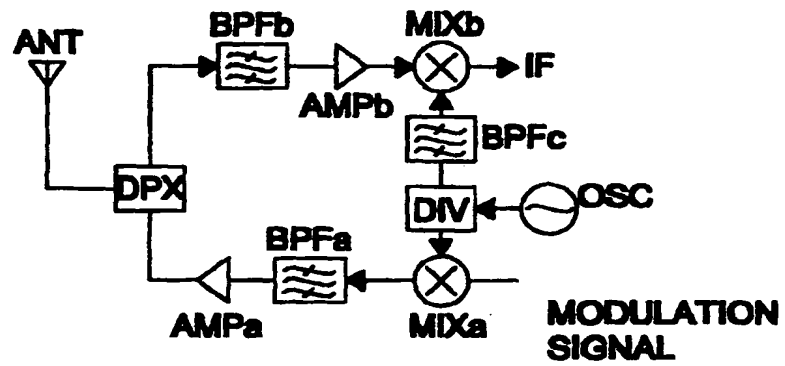 ANT
BPFb
MIXb
IF
AMPb
BPFc
DPX
DIV
OSC
BPFa
AMPa
MIXa
MODULATION
SIGNAL